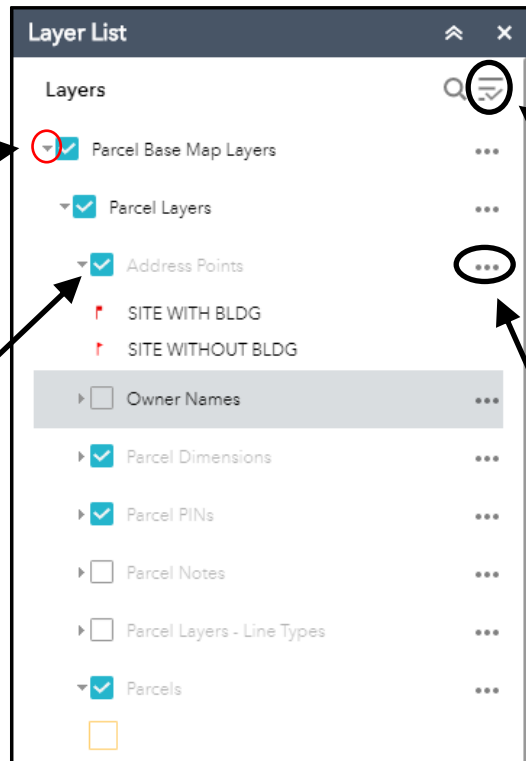 Layer List
Layers
Parcel Base Map Layers
Parcel Layers
Address Points
SITE WITH BLDG
SITE WITHOUT BLDG
Owner Names
Parcel Dimensions
Parcel PINs
Parcel Notes
Parcel Layers - Line Types
Parcels